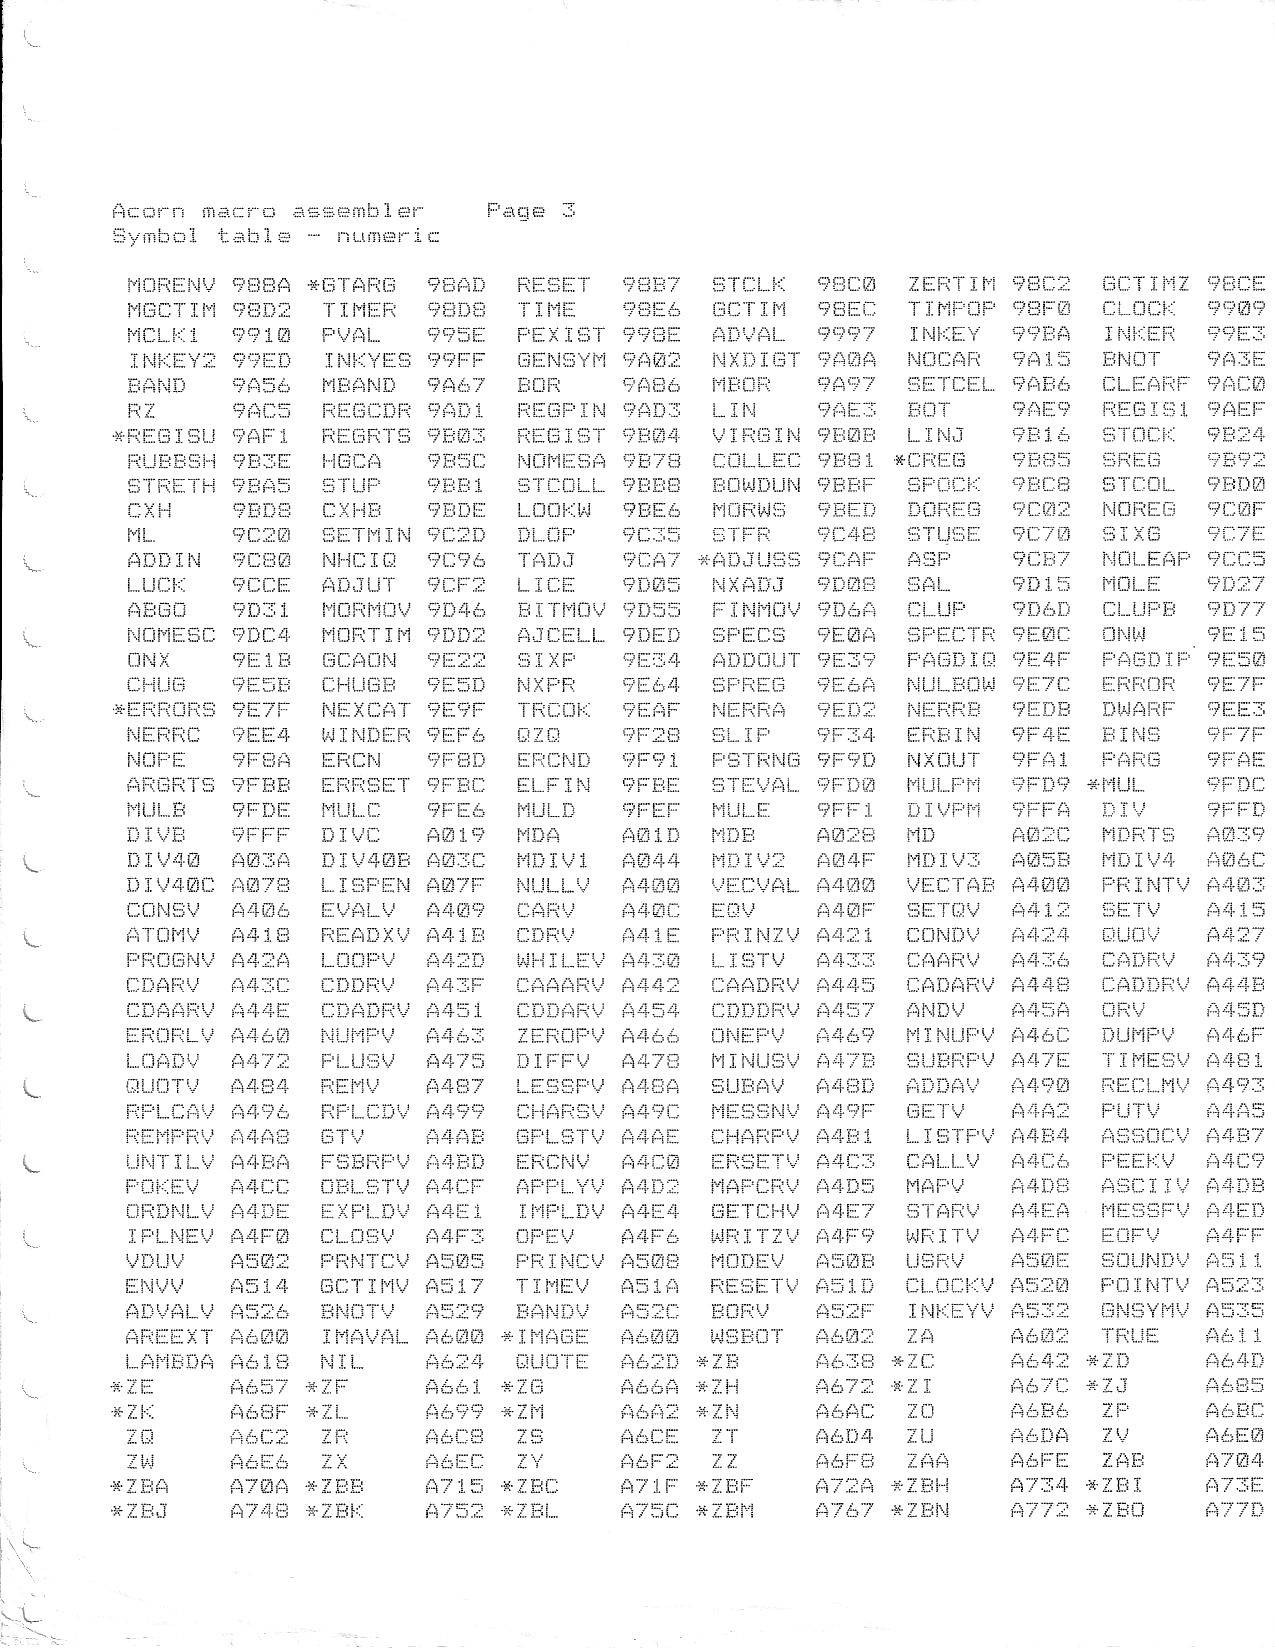 Acorn macro assembler    Page 3
Symbol table - numeric
MORENV 988A *GTARG 98AD RESET 98B7 STCLK 98C0 ZERTIM 98C2 GCTIMZ 98CE
MGCTIM 98D2 TIMER 98D8 TIME 98E6 GCTIM 98EC TIMPOP 98F0 CLOCK 9909
MCLK1 9910 PVAL 995E PEXIST 998E ADVAL 9997 INKEY 99BA INKER 99E3
INKEY2 99ED INKYES 99FF GENSYM 9A02 NXDIGT 9A0A NOCAR 9A15 BNOT 9A3E
BAND 9A56 MBAND 9A67 BOR 9A86 MBOR 9A97 SETCEL 9AB6 CLEARF 9AC0
RZ 9AC5 REGCDR 9AD1 REGPIN 9AD3 LIN 9AE3 BOT 9AE9 REGIS1 9AEF
*REGISU 9AF1 REGRTS 9B03 REGIST 9B04 VIRGIN 9B0B LINJ 9B16 STOCK 9B24
RUBBSH 9B3E HGCA 9B5C NOMESA 9B78 COLLEC 9B81 *CREG 9B85 SREG 9B92
STRETH 9BA5 STUP 9BB1 STCOLL 9BB8 BOWDUN 9BBF SPOCK 9BC8 STCOL 9BD0
CXH 9BD8 CXHB 9BDE LOOKW 9BE6 MORWS 9BED DOREG 9C02 NOREG 9C0F
ML 9C20 SETMIN 9C2D DLOP 9C35 STFR 9C48 STUSE 9C70 SIXG 9C7E
ADDIN 9C80 NHCIQ 9C96 TADJ 9CA7 *ADJUSS 9CAF ASP 9CB7 NOLEAP 9CC5
LUCK 9CCE ADJUT 9CF2 LICE 9D05 NXADJ 9D08 SAL 9D15 MOLE 9D27
ABGO 9D31 MORMOV 9D46 BITMOV 9D55 FINMOV 9D6A CLUP 9D6D CLUPB 9D77
NOMESC 9DC4 MORTIM 9DD2 AJCELL 9DED SPECS 9E0A SPECTR 9E0C ONW 9E15
ONX 9E1B GCAON 9E22 SIXP 9E34 ADDOUT 9E39 PAGDIQ 9E4F PAGDIP 9E50
CHUG 9E5B CHUGB 9E5D NXPR 9E64 SPREG 9E6A NULBOW 9E7C ERROR 9E7F
*ERRORS 9E7F NEXCAT 9E9F TRCOK 9EAF NERRA 9ED2 NERRB 9EDB DWARF 9EE3
NERRC 9EE4 WINDER 9EF6 QZQ 9F28 SLIP 9F34 ERBIN 9F4E BINS 9F7F
NOPE 9F8A ERCN 9F8D ERCND 9F91 PSTRNG 9F9D NXOUT 9FA1 PARG 9FAE
ARGRTS 9FBB ERRSET 9FBC ELFIN 9FBE STEVAL 9FD0 MULPM 9FD9 *MUL 9FDC
MULB 9FDE MULC 9FE6 MULD 9FEF MULE 9FF1 DIVPM 9FFA DIV 9FFD
DIVB 9FFF DIVC A019 MDA A01D MDB A028 MD A02C MDRTS A039
DIV40 A03A DIV40B A03C MDIV1 A044 MDIV2 A04F MDIV3 A05B MDIV4 A06C
DIV40C A078 LISPEN A07F NULLV A400 VECVAL A400 VECTAB A400 PRINTV A403
CONSV A406 EVALV A409 CARV A40C EQV A40F SETQV A412 SETV A415
ATOMV A418 READXV A41B CDRV A41E PRINZV A421 CONDV A424 QUOV A427
PROGNV A42A LOOPV A42D WHILEV A430 LISTV A433 CAARV A436 CADRV A439
CDARV A43C CDDRV A43F CAAARV A442 CAADRV A445 CADARV A448 CADDRV A44B
CDAARV A44E CDADRV A451 CDDARV A454 CDDDRV A457 ANDV A45A ORV A45D
ERORLV A460 NUMPV A463 ZEROPV A466 ONEPV A469 MINUPV A46C DUMPV A46F
LOADV A472 PLUSV A475 DIFFV A478 MINUSV A47B SUBRPV A47E TIMESV A481
QUOTV A484 REMV A487 LESSPV A48A SUBAV A48D ADDAV A490 RECLMV A493
RPLCAV A496 RPLCDV A499 CHARSV A49C MESSNV A49F GETV A4A2 PUTV A4A5
REMPRV A4A8 GTV A4AB GPLSTV A4AE CHARPV A4B1 LISTPV A4B4 ASSOCV A4B7
UNTILV A4BA FSBRPV A4BD ERCNV A4C0 ERSETV A4C3 CALLV A4C6 PEEKV A4C9
POKEV A4CC OBLSTV A4CF APPLYV A4D2 MAPCRV A4D5 MAPV A4D8 ASCIIV A4DB
ORDNLV A4DE EXPLDV A4E1 IMPLDV A4E4 GETCHV A4E7 STARV A4EA MESSFV A4ED
IPLNEV A4F0 CLOSV A4F3 OPEV A4F6 WRITZV A4F9 WRITV A4FC EOFV A4FF
VDUV A502 PRNTCV A505 PRINCV A508 MODEV A50B USRV A50E SOUNDV A511
ENVV A514 GCTIMV A517 TIMEV A51A RESETV A51D CLOCKV A520 POINTV A523
ADVALV A526 BNOTV A529 BANDV A52C BORV A52F INKEYV A532 GNSYMV A535
AREEXT A600 IMAVAL A600 *IMAGE A600 WSBOT A602 ZA A602 TRUE A611
LAMBDA A618 NIL A624 QUOTE A62D *ZB A638 *ZC A642 *ZD A64D
*ZE A657 *ZF A661 *ZG A66A *ZH A672 *ZI A67C *ZJ A685
*ZK A68F *ZL A699 *ZM A6A2 *ZN A6AC ZO A6B6 ZP A6BC
ZQ A6C2 ZR A6C8 ZS A6CE ZT A6D4 ZU A6DA ZV A6E0
ZW A6E6 ZX A6EC ZY A6F2 ZZ A6F8 ZAA A6FE ZAB A704
*ZBA A70A *ZBB A715 *ZBC A71F *ZBF A72A *ZBH A734 *ZBI A73E
*ZBJ A748 *ZBK A752 *ZBL A75C *ZBM A767 *ZBN A772 *ZBO A77D